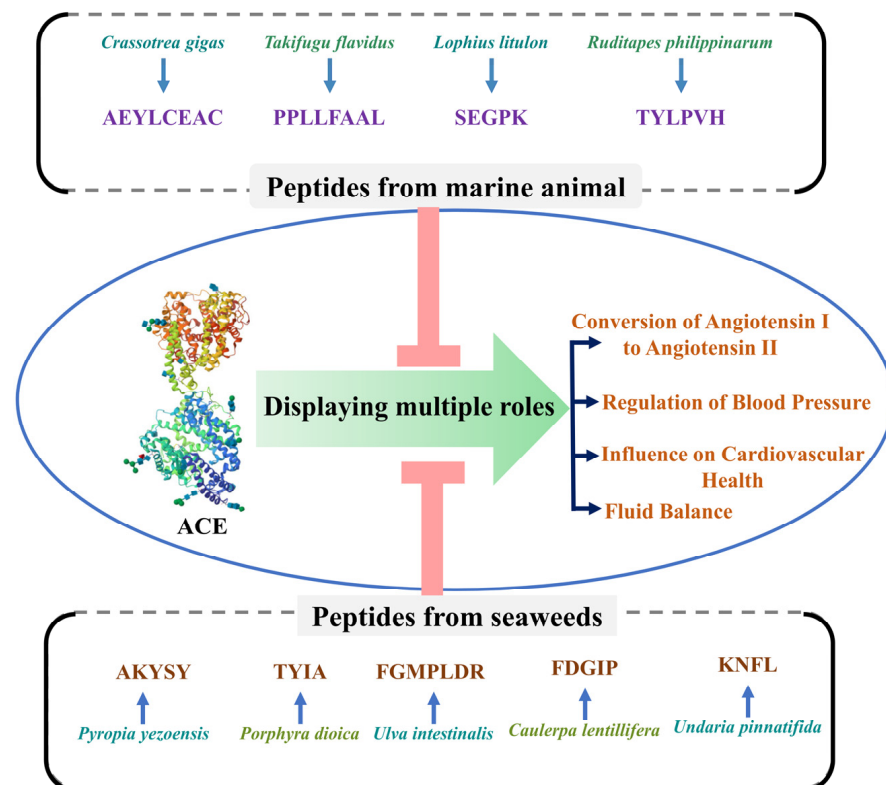 Crassotrea gigas
Takifugu flavidus
Lophius litulon
Ruditapes philippinarum
AEYLCEAC
PPLLFAAL
SEGPK
TYLPVH
Peptides from marine animal
Conversion of Angiotensin I
to Angiotensin II
Displaying multiple roles
Regulation of Blood Pressure
Influence on Cardiovascular
Health
Fluid Balance
ACE
Peptides from seaweeds
AKYSY
TYIA
FGMPLDR
FDGIP
KNFL
Pyropia yezoensis
Porphyra dioica
Ulva intestinalis
Caulerpa lentillifera
Undaria pinnatifida